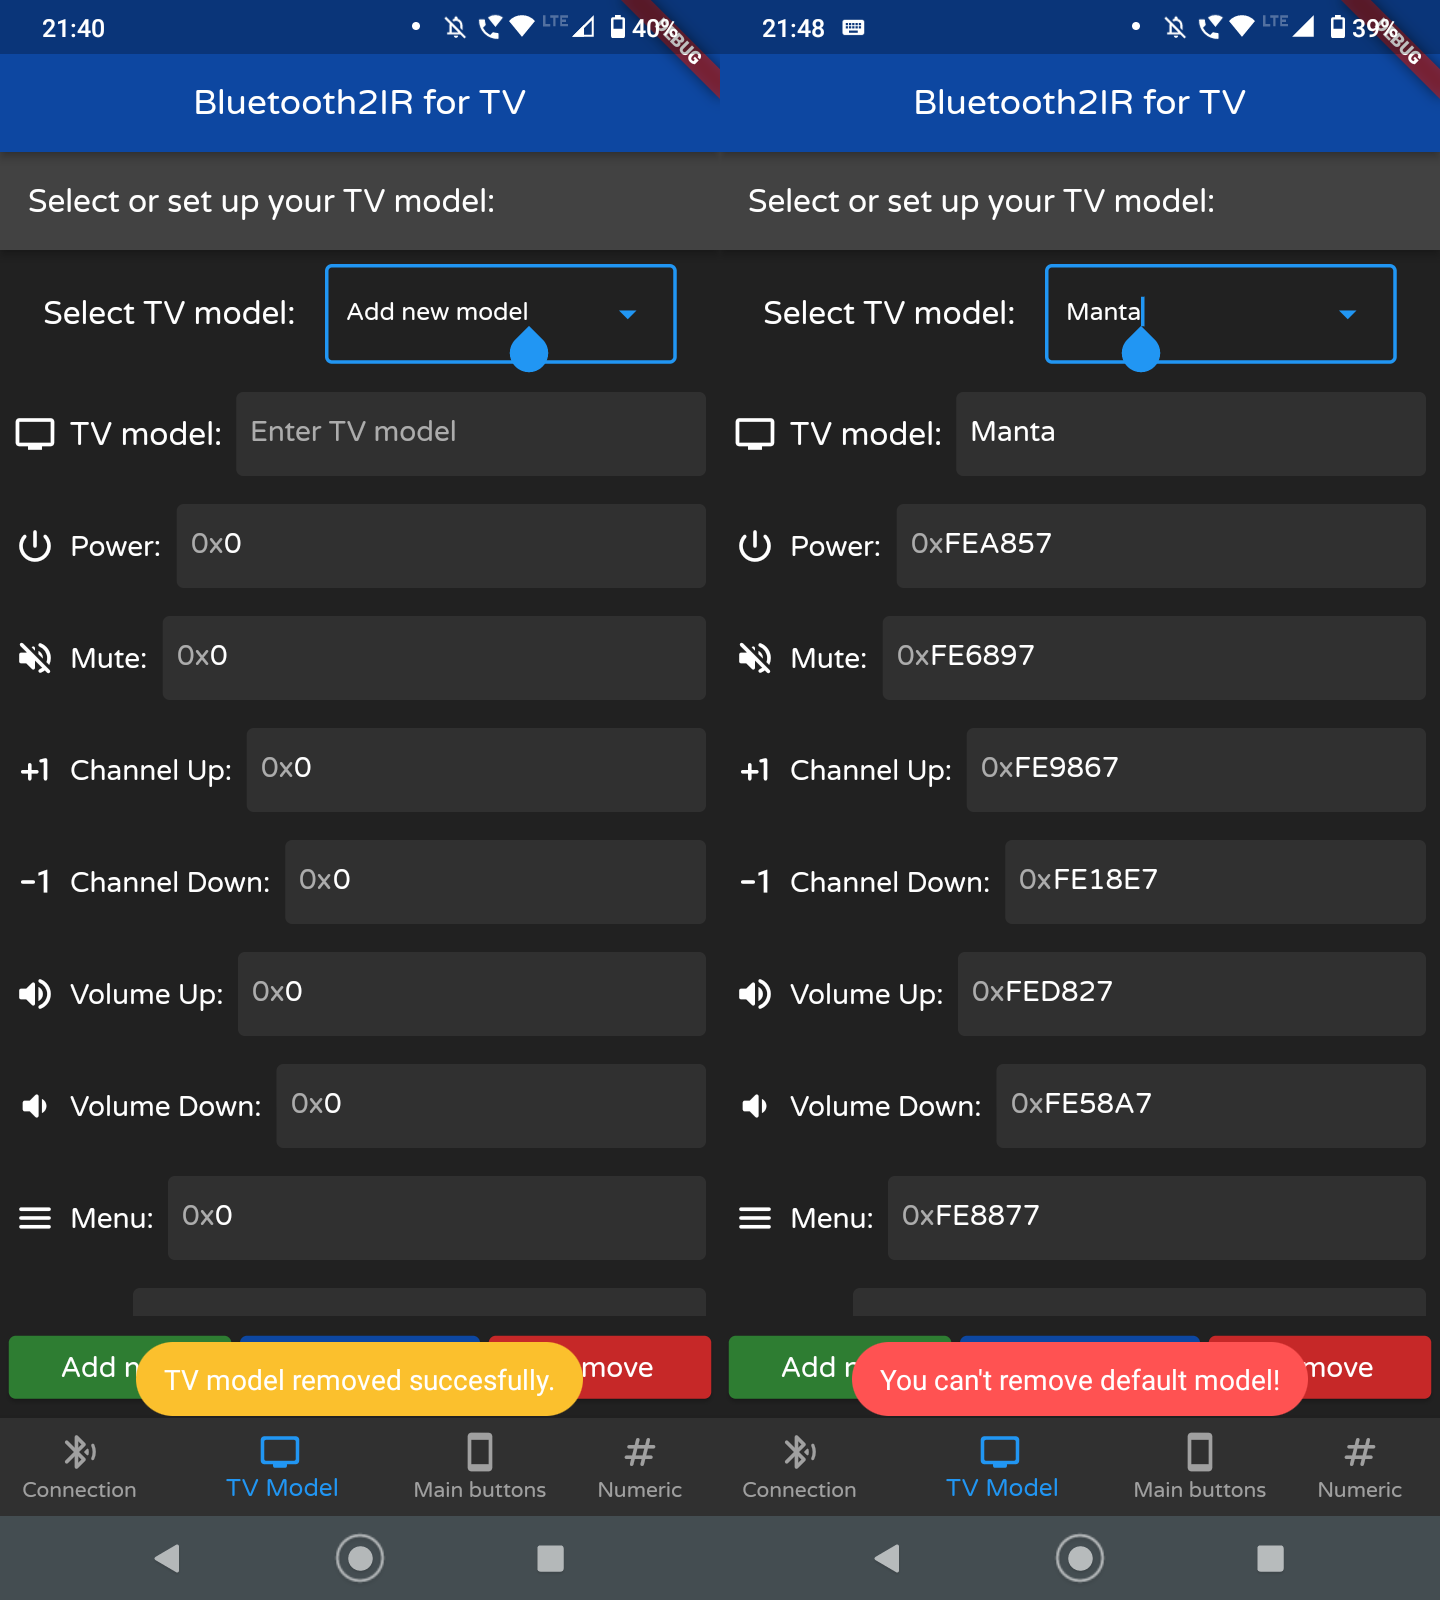 21:40
LTE
40%
DEBUG
Bluetooth2IR for TV
Select or set up your TV model:
Select TV model:
Add new model
TV model:
Enter TV model
Power:
0x0
Mute:
0x0
+1
Channel Up:
0x0
-1
Channel Down:
0x0
Volume Up:
0x0
Volume Down:
0x0
Menu:
0x0
Add n
move
TV model removed succesfully.
Connection
TV Model
Main buttons
#
Numeric
21:48
LTE
39%
DEBUG
Bluetooth2IR for TV
Select or set up your TV model:
Select TV model:
Manta
TV model:
Manta
Power:
0xFEA857
Mute:
0xFE6897
+1
Channel Up:
0xFE9867
-1
Channel Down:
0xFE18E7
Volume Up:
0xFED827
Volume Down:
0xFE58A7
Menu:
0xFE8877
Add
move
You can't remove default model!
Connection
TV Model
Main buttons
#
Numeric